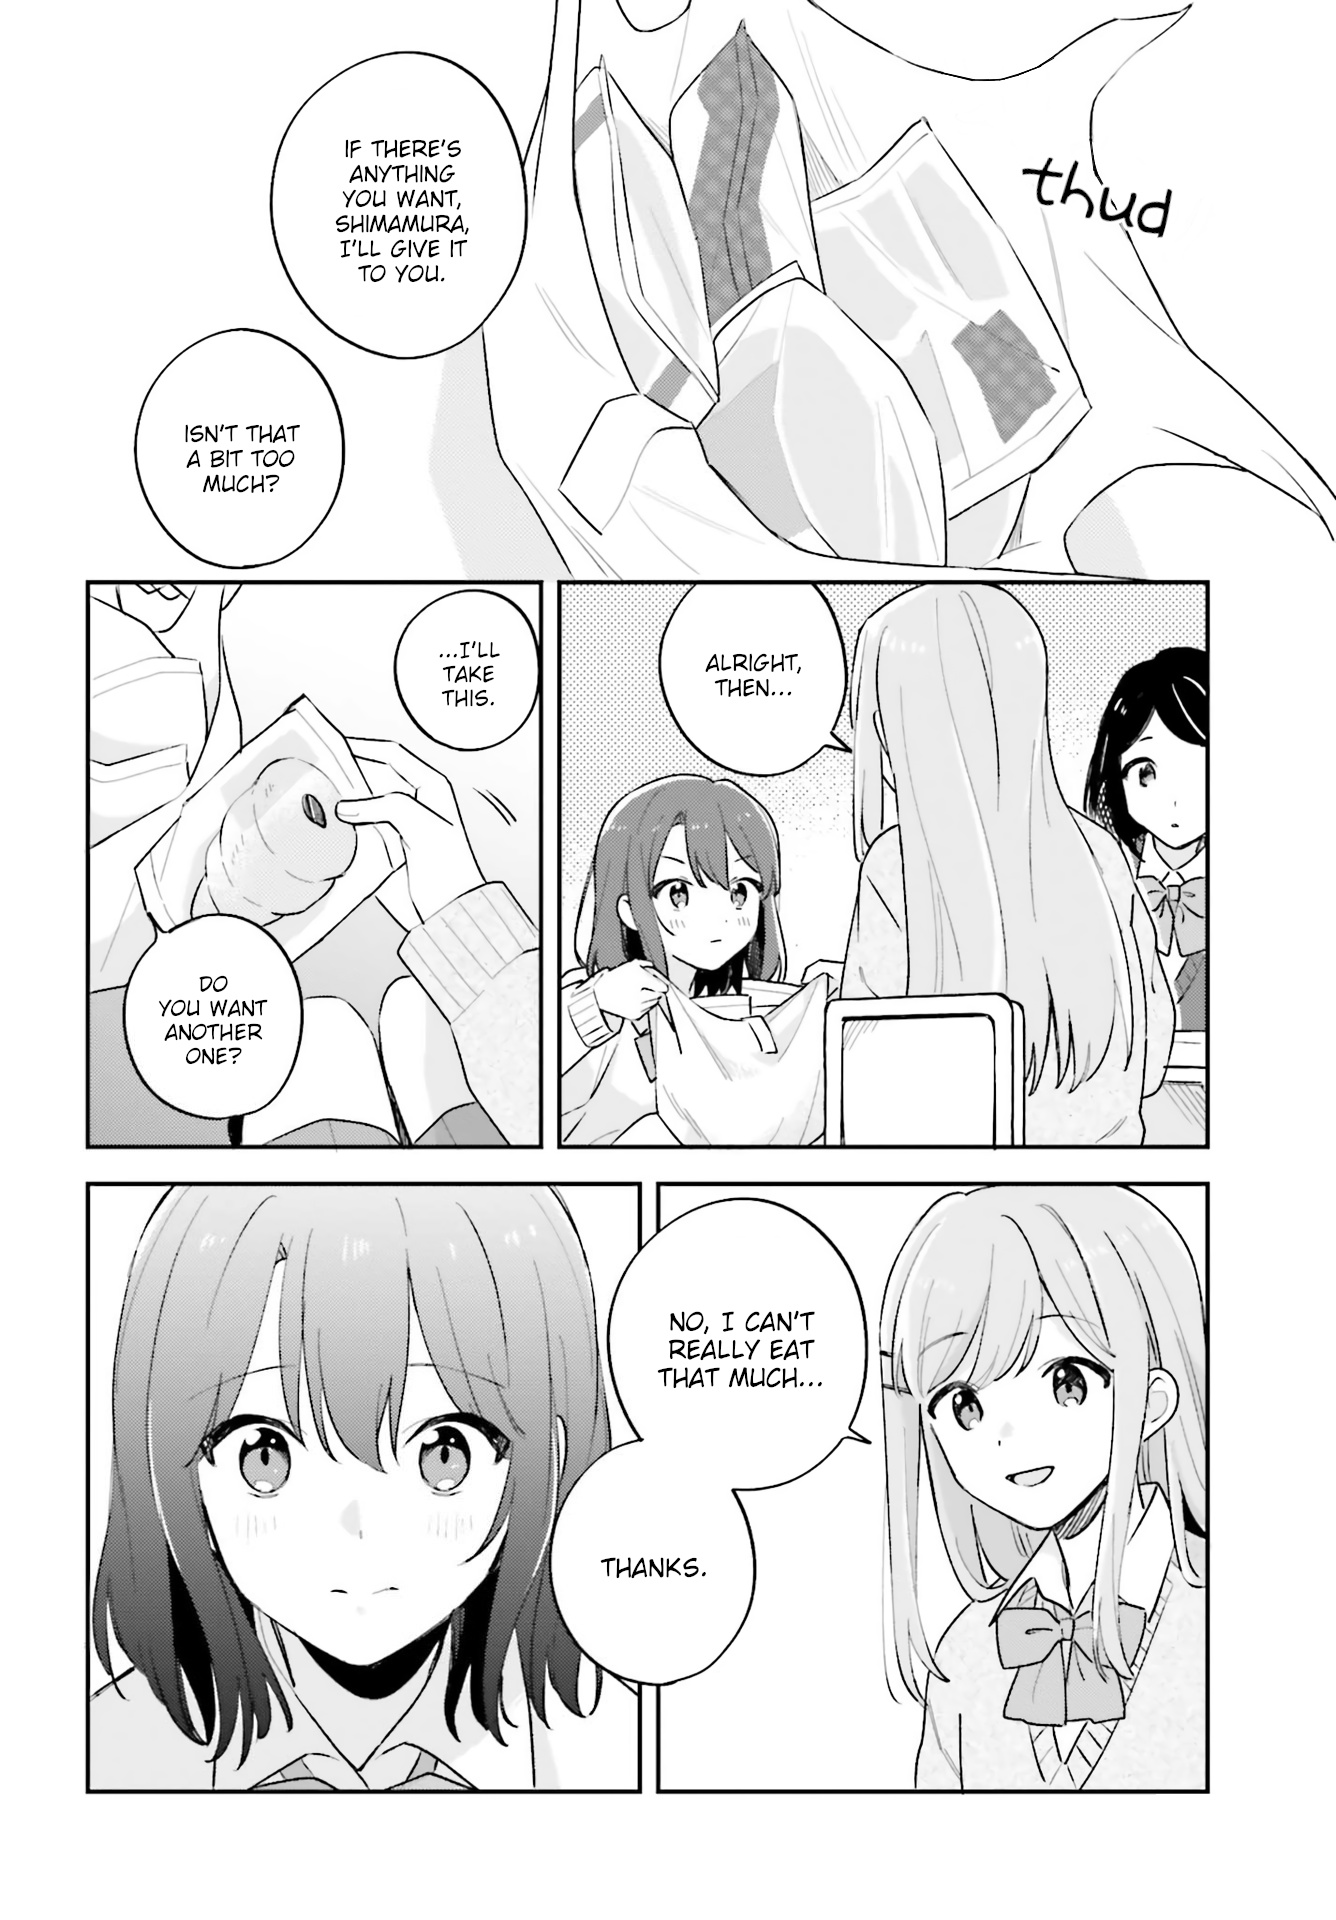 IF THERE'S
ANYTHING
YOU WANT,
SHIMAMURA,
I'LL GIVE IT
TO YOU.
thud
ISN'T THAT
A BIT TOO
MUCH?
ALRIGHT,
THEN...
...I'LL
TAKE
THIS.
DO
YOU WANT
ANOTHER
ONE?
NO, I CAN'T
REALLY EAT
THAT MUCH...
THANKS.